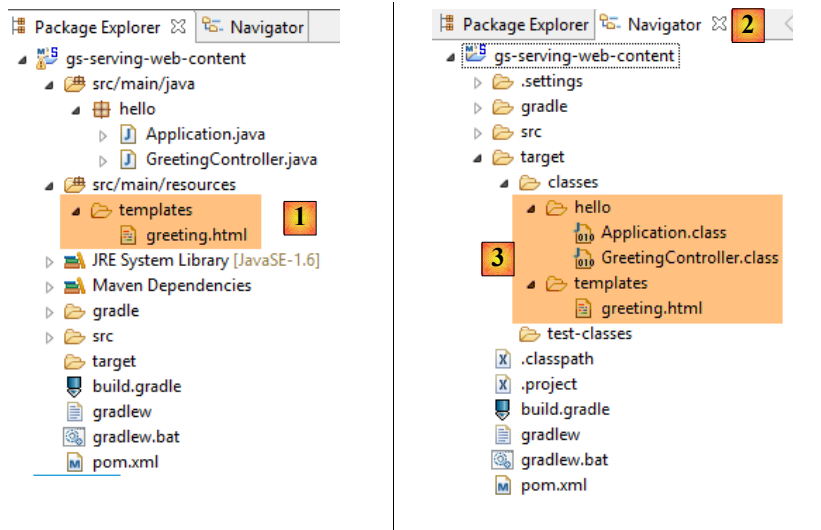 Package Explorer
Navigator
gs-serving-web-content
src/main/java
hello
Application.java
GreetingController.java
src/main/resources
templates
1
greeting.html
JRE System Library [JavaSE-1.6]
Maven Dependencies
gradle
src
target
build.gradle
gradlew
gradlew.bat
pom.xml
Package Explorer
Navigator
2
gs-serving-web-content
.settings
gradle
src
target
classes
hello
Application.class
3
GreetingController.class
templates
greeting.html
test-classes
.classpath
.project
build.gradle
gradlew
gradlew.bat
pom.xml